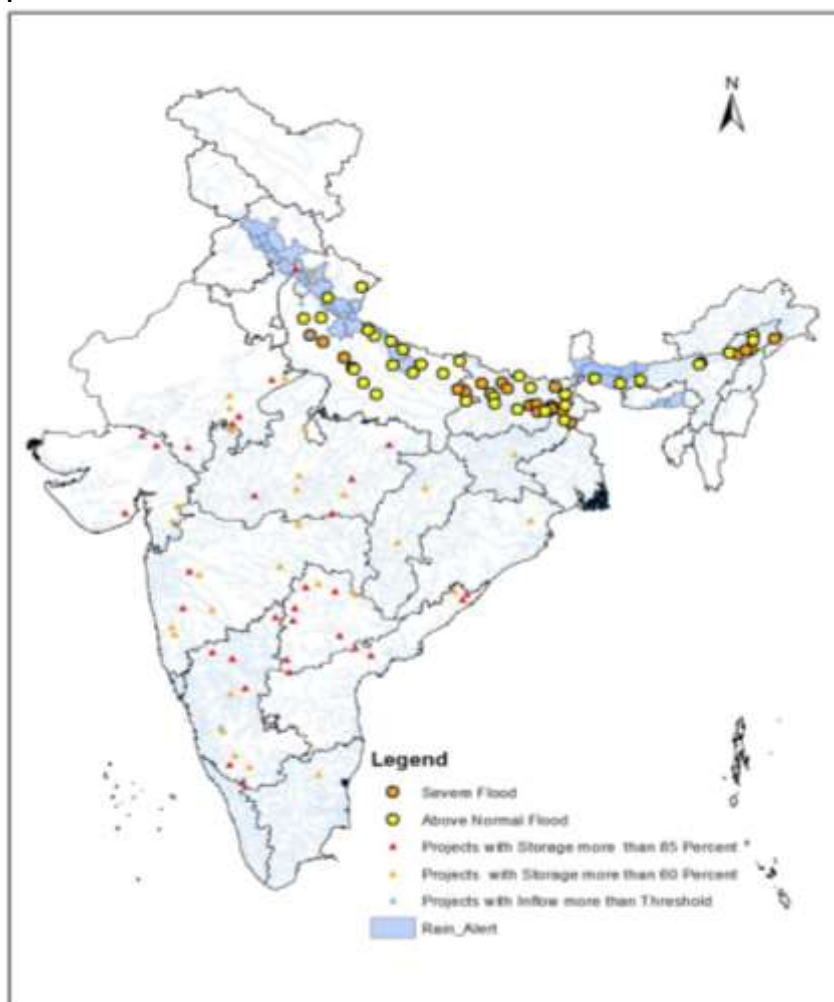 N
Legend
Severe Flood
Above Normal Flood
Projects with Storage more than 85 Percent
Projects with Storage more than 60 Percent
Projects with Inflow more than Threshold
Rain_Alert